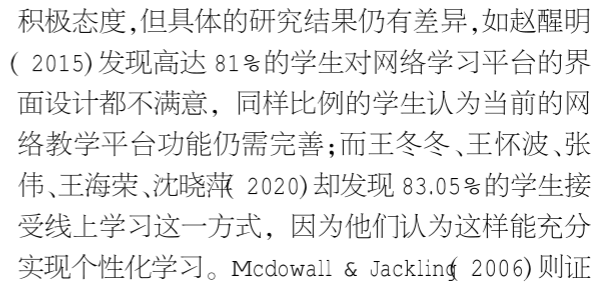 积极态度,但具体的研究结果仍有差异,如赵醒明
( 2015)发现高达 81%的学生对网络学习平台的界
面设计都不满意，同样比例的学生认为当前的网
络教学平台功能仍需完善;而王冬冬、王怀波、张
伟、王海荣、沈晓萍( 2020)却发现 83.05%的学生接
受线上学习这一方式，因为他们认为这样能充分
实现个性化学习。Mcdowall & Jackling( 2006)则证